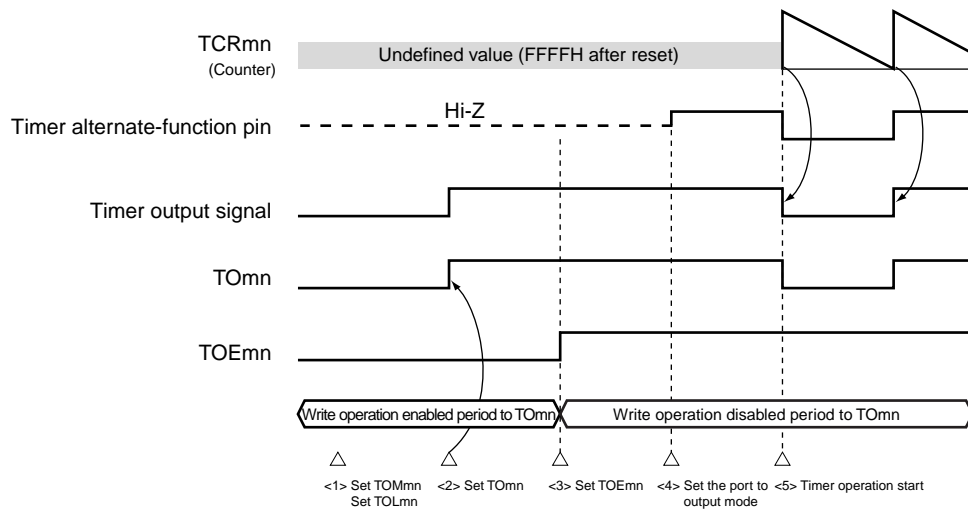 TCRmn
(Counter)
Undefined value (FFFFH after reset)
Hi-Z
Timer alternate-function pin
Timer output signal
TOmn
TOEmn
Write operation enabled period to TOmn
Write operation disabled period to TOmn
<1> Set TOMmn
Set TOLmn
<2> Set TOmn
<3> Set TOEmn
<4> Set the port to
output mode
<5> Timer operation start